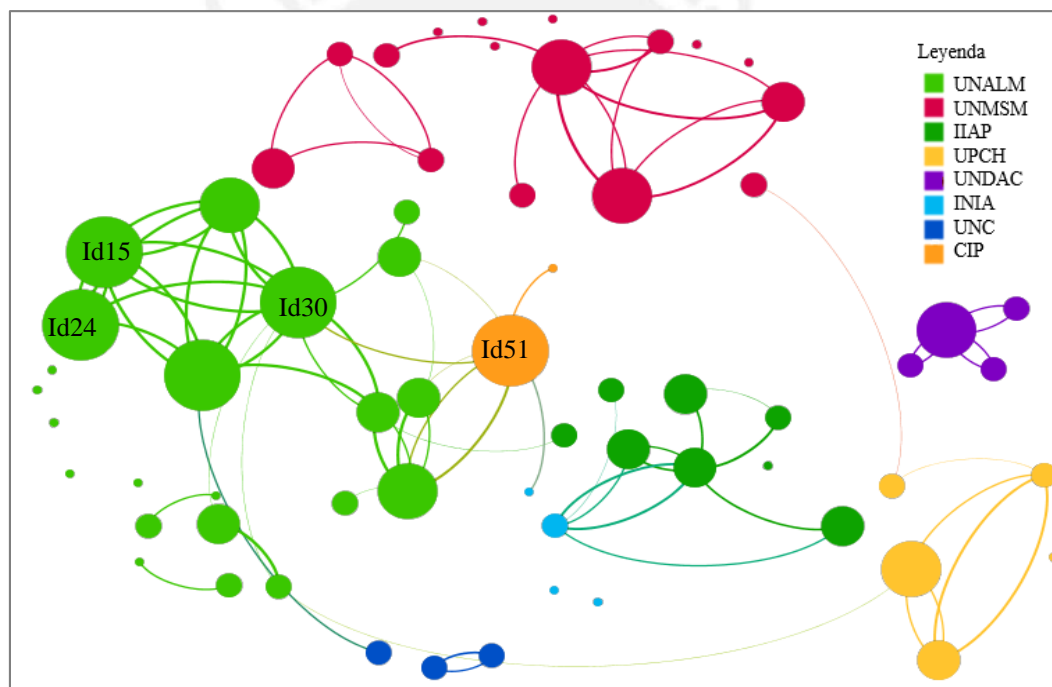 Leyenda
UNALM
UNMSM
IIAP
UPCH
UNDAC
INIA
UNC
CIP
Id15
Id30
Id24
Id51